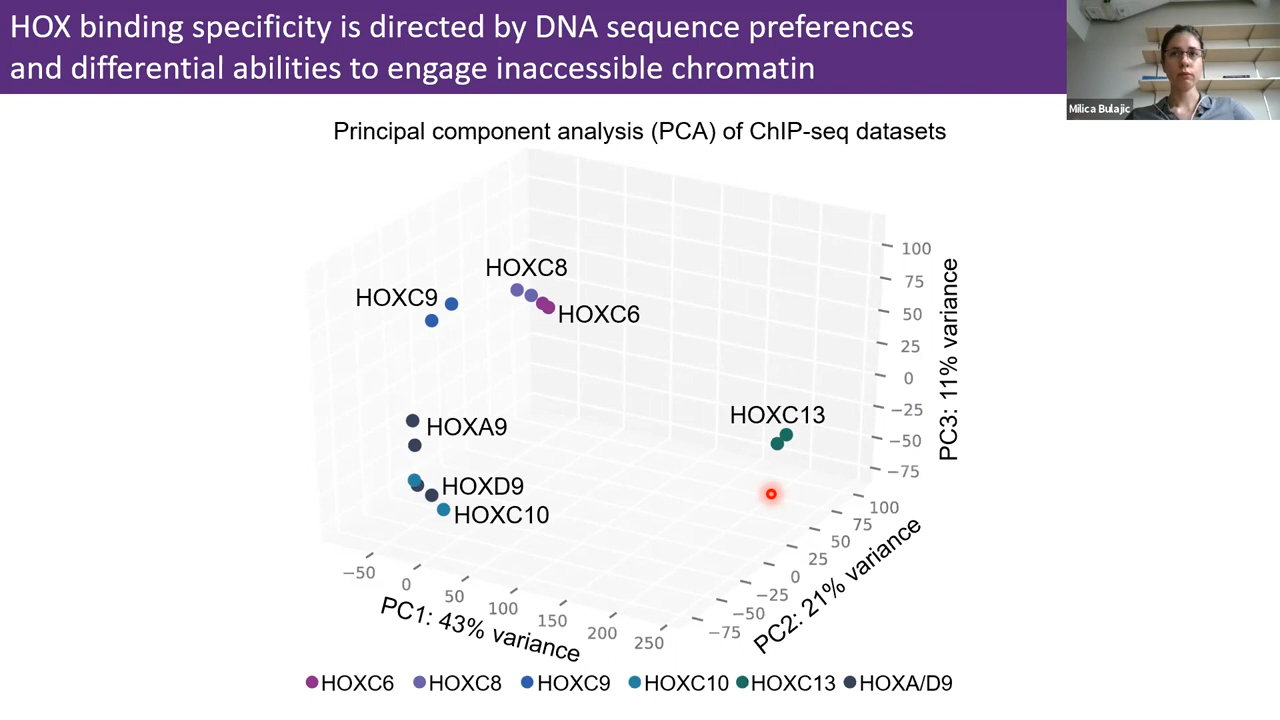 HOX binding specificity is directed by DNA sequence preferences
and differential abilities to engage inaccessible chromatin
Milica Bulajic
Principal component analysis (PCA) of ChIP-seq datasets
HOXC8
HOXC9
HOXC6
HOXA9
HOXC13
HOXD9
HOXC10
100
75
50
25
0
−25
−50
−75
PC3: 11% variance
100
75
50
25
0
−25
−50
−75
PC2: 21% variance
−50
0
50
100
150
200
250
PC1: 43% variance
HOXC6 HOXC8 HOXC9 HOXC10 HOXC13 HOXA/D9